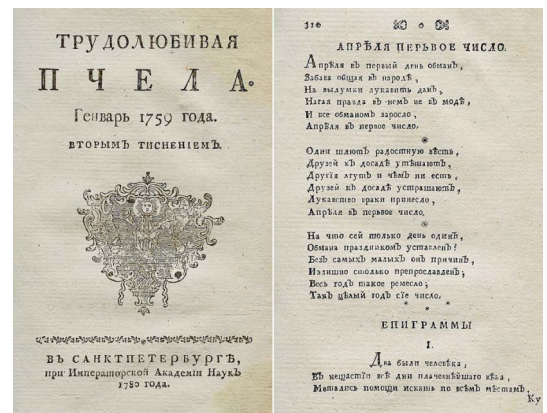 ТРУДОЛЮБИВАЯ
ПЧЕЛА.
Генварь 1759 года.
ВТОРЫМЪ ТИСНЕНІЕМЪ.
ВЪ САНКТПЕТЕРБУРГѢ,
при Императорской Академіи Наукъ
1780 года.
310
АПРѢЛЯ ПЕРЬВОЕ ЧИСЛО.
Апрѣля въ первый день обманъ,
Забава общая въ народѣ,
На выдумки лукавить данъ,
Нагая правда въ немъ не въ модѣ,
И все обманомъ заросло,
Апрѣля въ первое число.
Одни шлютъ радостную вѣсть,
Друзей къ досадѣ утѣшаютъ,
Другія лгутъ и чѣмъ ни есть,
Друзей къ досадѣ устрашаютъ,
Лукавство враки принесло,
Апрѣля въ перьвое число.
На что сей только день одинъ,
Обмана праздникомъ уставленъ?
Безъ самыхъ малыхъ онъ причинъ,
Излишно столько препрославленъ;
Весь годъ такое ремесло;
Такъ цѣлый годъ сїе число.
ЕПИГРАММЫ
I.
Два были человѣка,
Въ нещастїи всѣ дни плачевнѣйшаго вѣка,
Метались помощи искать по всѣмъ мѣстамъ,
Ку